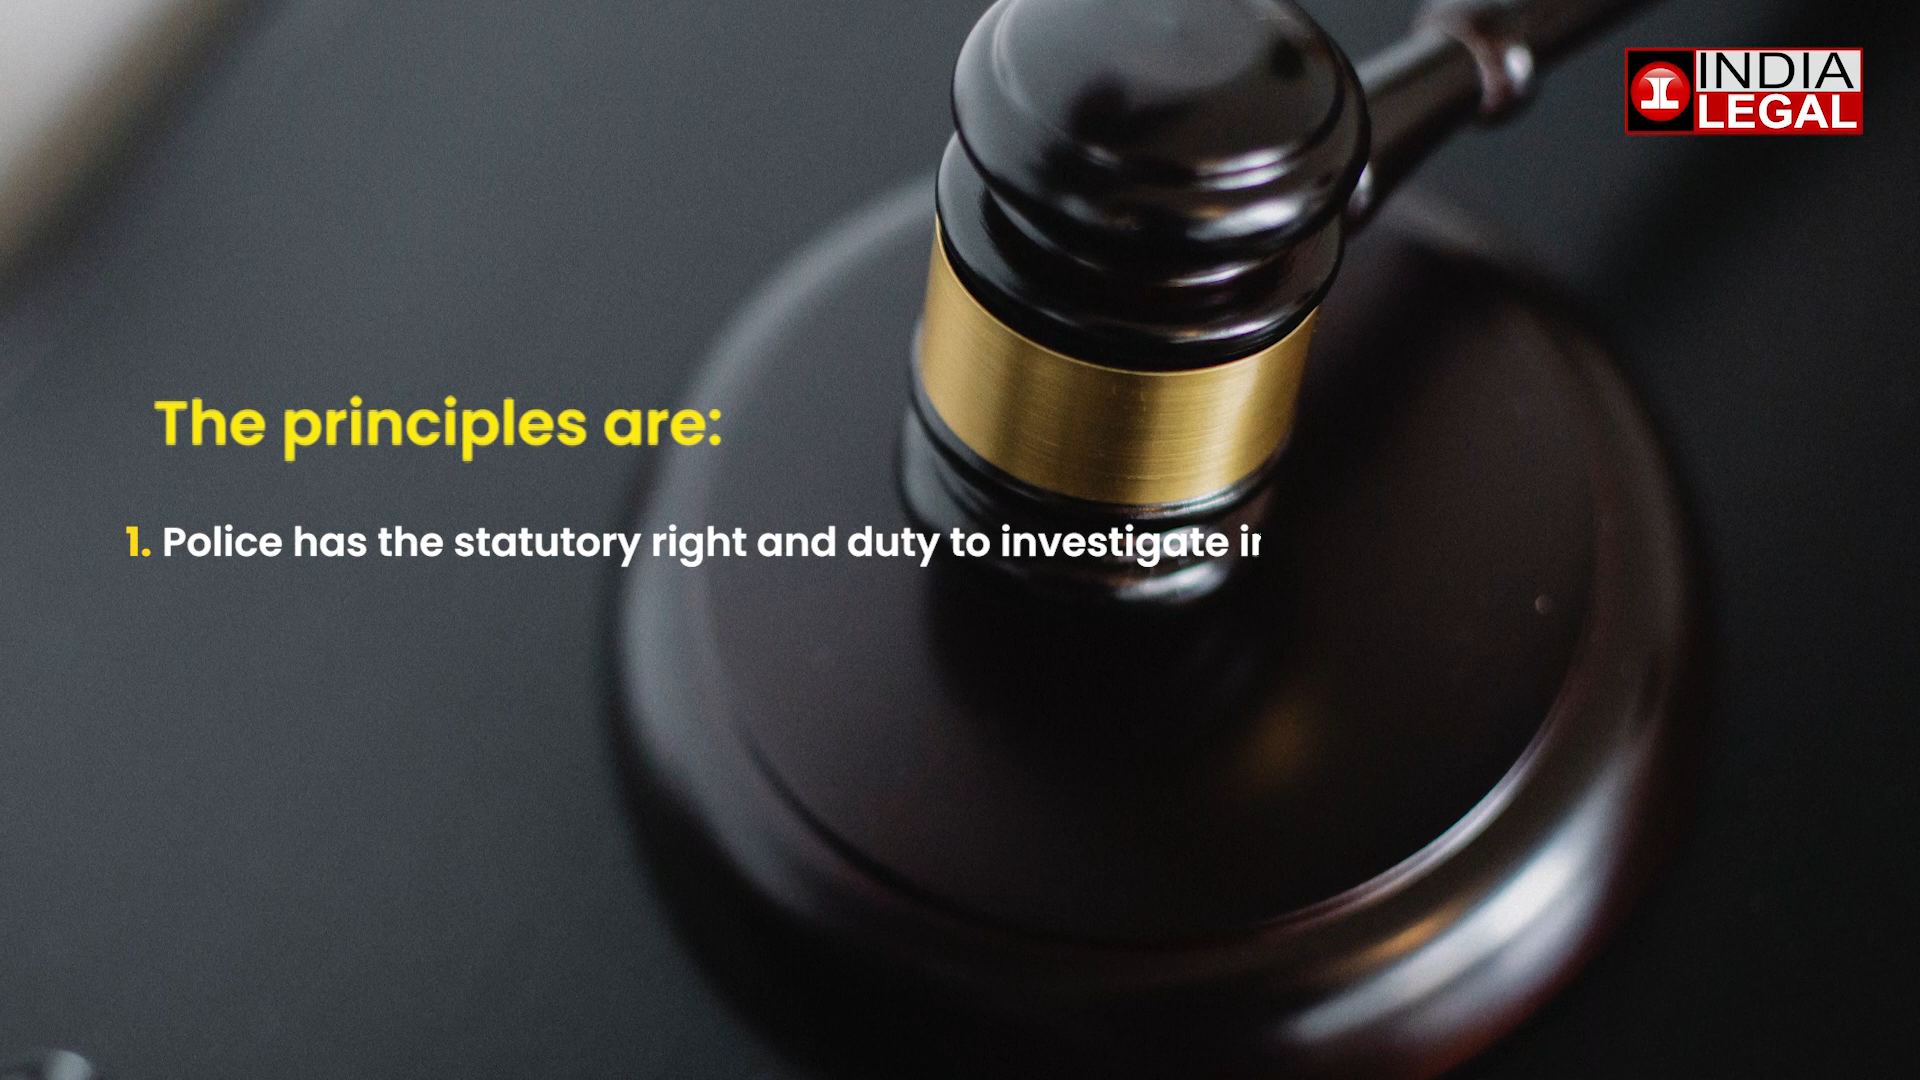 INDIA
LEGAL
The principles are:
1. Police has the statutory right and duty to investigate